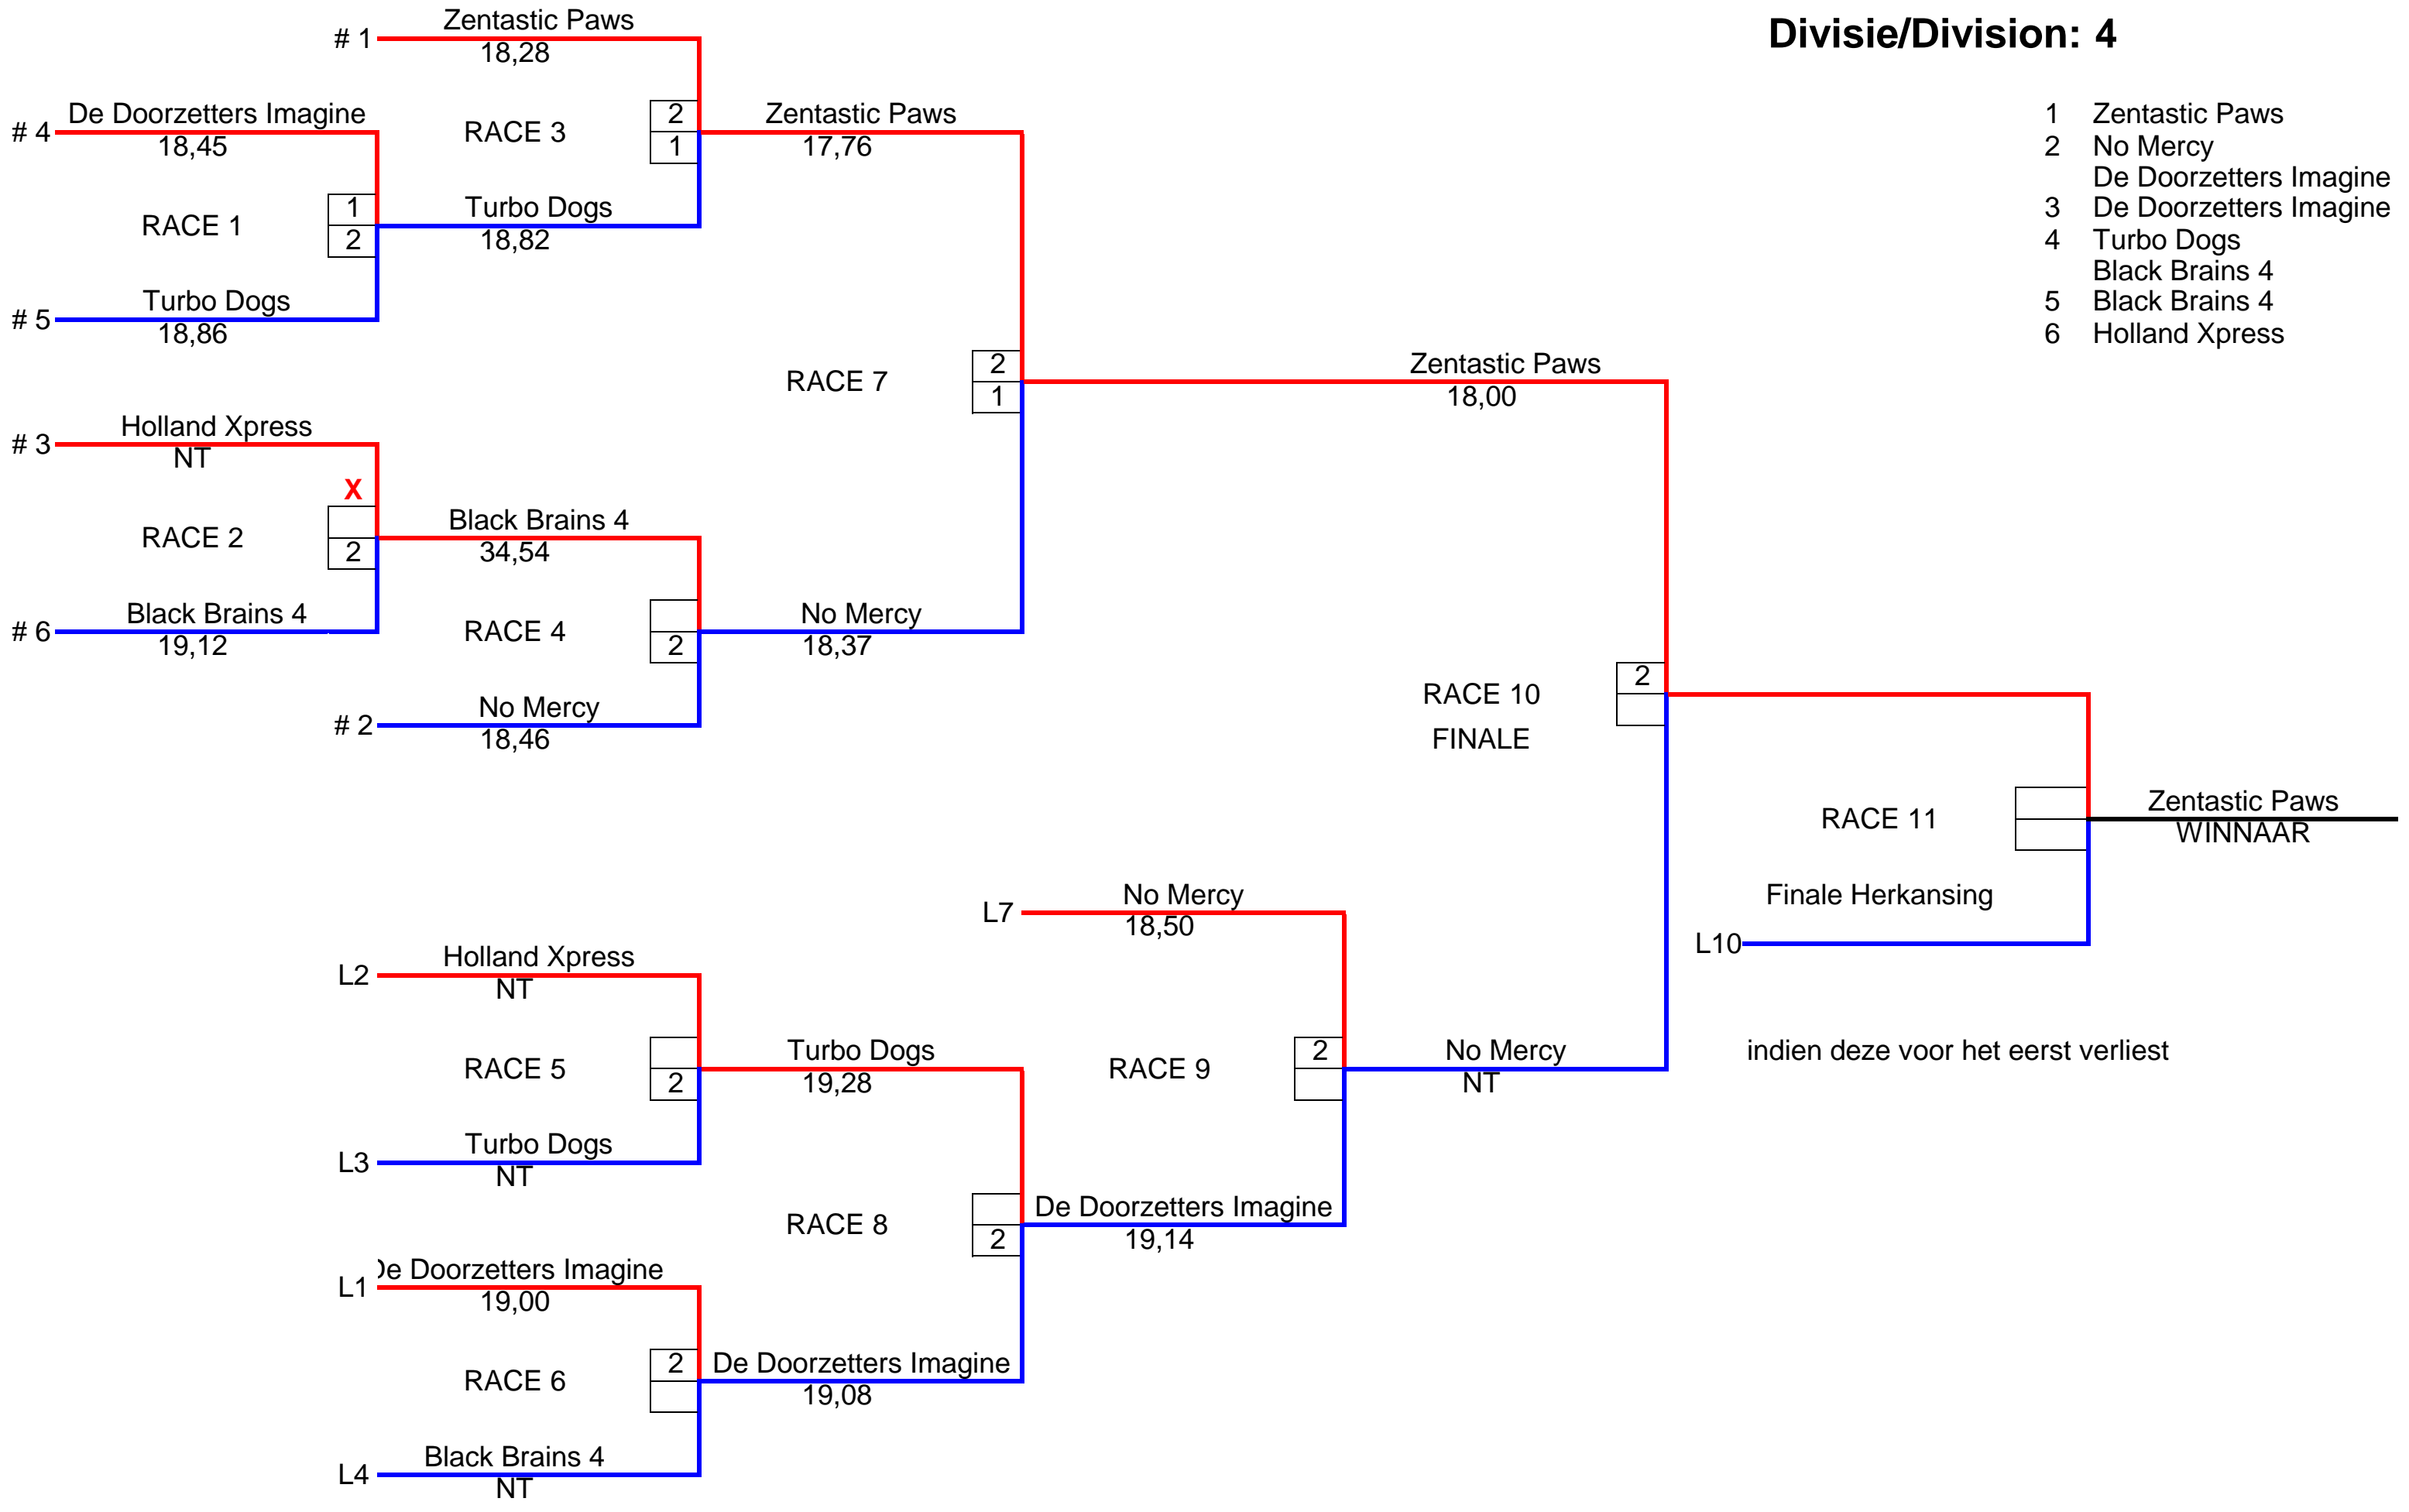 Divisie/Division: 4
Zentastic Paws
# 1
18,28
De Doorzetters Imagine
# 4
18,45
RACE 3
2
1
Zentastic Paws
17,76
RACE 1
1
2
Turbo Dogs
18,82
Turbo Dogs
# 5
18,86
1 Zentastic Paws
2 No Mercy
De Doorzetters Imagine
3 De Doorzetters Imagine
4 Turbo Dogs
Black Brains 4
5 Black Brains 4
6 Holland Xpress
RACE 7
2
1
Zentastic Paws
18,00
Holland Xpress
# 3
NT
X
RACE 2
2
Black Brains 4
34,54
Black Brains 4
# 6
19,12
RACE 4
2
No Mercy
18,37
No Mercy
# 2
18,46
RACE 10
2
FINALE
RACE 11
Zentastic Paws
WINNAAR
Finale Herkansing
L10
No Mercy
L7
18,50
Holland Xpress
L2
NT
RACE 5
2
Turbo Dogs
19,28
RACE 9
2
No Mercy
NT
indien deze voor het eerst verliest
Turbo Dogs
L3
NT
RACE 8
2
De Doorzetters Imagine
19,14
De Doorzetters Imagine
L1
19,00
RACE 6
2
De Doorzetters Imagine
19,08
Black Brains 4
L4
NT